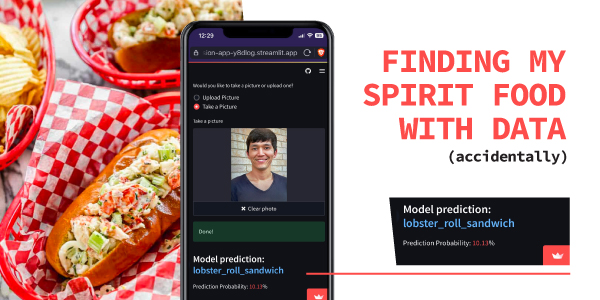 12:29
ion-app-y8dlog.streamlit.app
Would you like to take a picture or upload one?
Upload Picture
Take a Picture
Take a picture
Clear photo
Done!
Model prediction:
lobster_roll_sandwich
Prediction Probability: 10.13%
FINDING MY
SPIRIT FOOD
WITH DATA
(accidentally)
Model prediction:
lobster_roll_sandwich
Prediction Probability: 10.13%